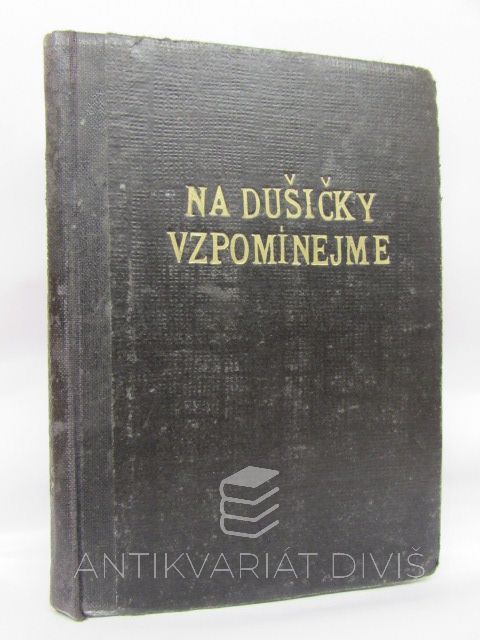 NA DUŠIČKY
VZPOMÍNEJME
ANTIKVARIÁT DIVIŠ